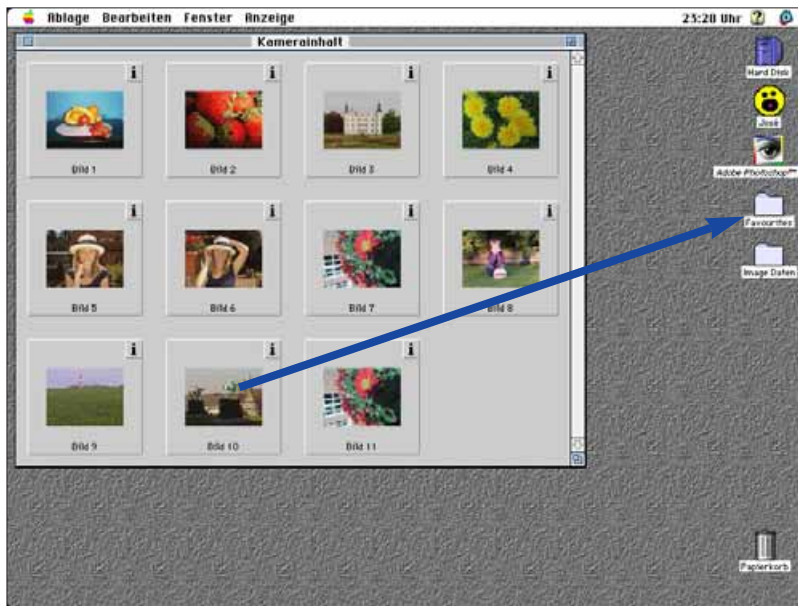 Ablage Bearbeiten Fenster Anzeige 23:20 Uhr
Kamerainhalt
Bild 1 Bild 2 Bild 3 Bild 4
Bild 5 Bild 6 Bild 7 Bild 8
Bild 9 Bild 10 Bild 11
Hard Disk
José
Adobe Photoshop™
Favourites
Image Daten
Papierkorb